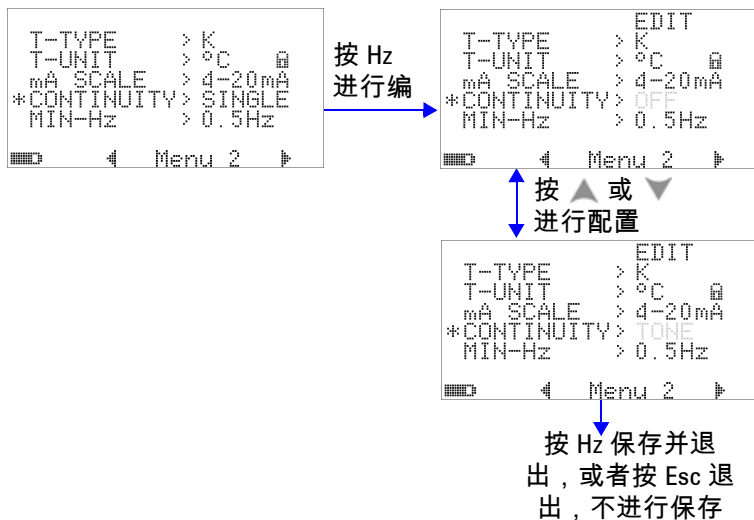 T-TYPE > K
T-UNIT > °C
mA SCALE > 4-20mA
*CONTINUITY> SINGLE
MIN-Hz > 0.5Hz
Menu 2
按 Hz
进行编
EDIT
T-TYPE > K
T-UNIT > °C
mA SCALE > 4-20mA
*CONTINUITY> OFF
MIN-Hz > 0.5Hz
Menu 2
按 ▲ 或 ▼
进行配置
EDIT
T-TYPE > K
T-UNIT > °C
mA SCALE > 4-20mA
*CONTINUITY> TONE
MIN-Hz > 0.5Hz
Menu 2
按 Hz 保存并退
出，或者按 Esc 退
出，不进行保存